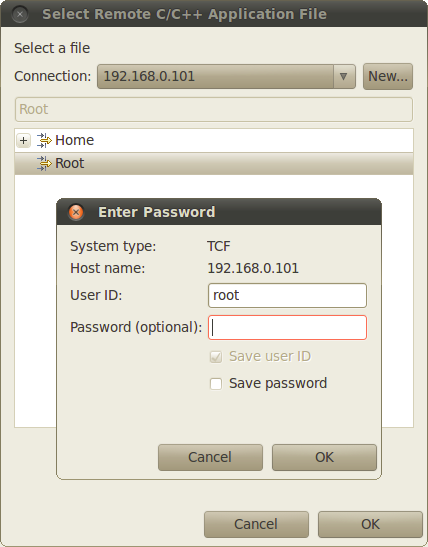 Select Remote C/C++ Application File
Select a file
Connection: 192.168.0.101 New...
Root
Home
Root
Enter Password
System type: TCF
Host name: 192.168.0.101
User ID: root
Password (optional):
Save user ID
Save password
Cancel OK
Cancel OK